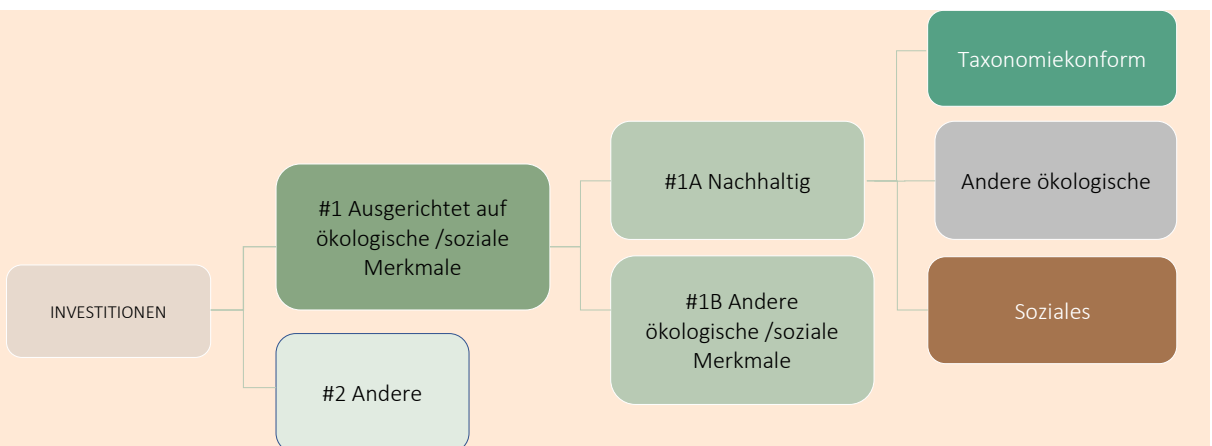 INVESTITIONEN
#1 Ausgerichtet auf
ökologische /soziale
Merkmale
#2 Andere
#1A Nachhaltig
#1B Andere
ökologische /soziale
Merkmale
Taxonomiekonform
Andere ökologische
Soziales